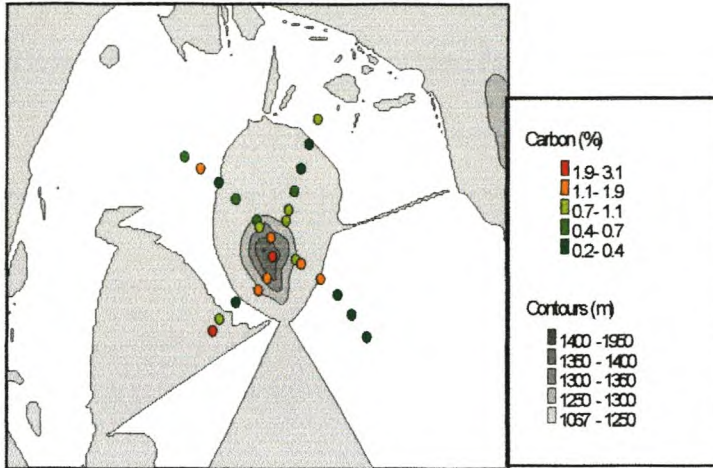 Carbon (%)
1.9- 3.1
1.1- 1.9
0.7- 1.1
0.4- 0.7
0.2- 0.4
Contours (m)
1400 -1950
1350 - 1400
1300 - 1350
1250 - 1300
1067 - 1250